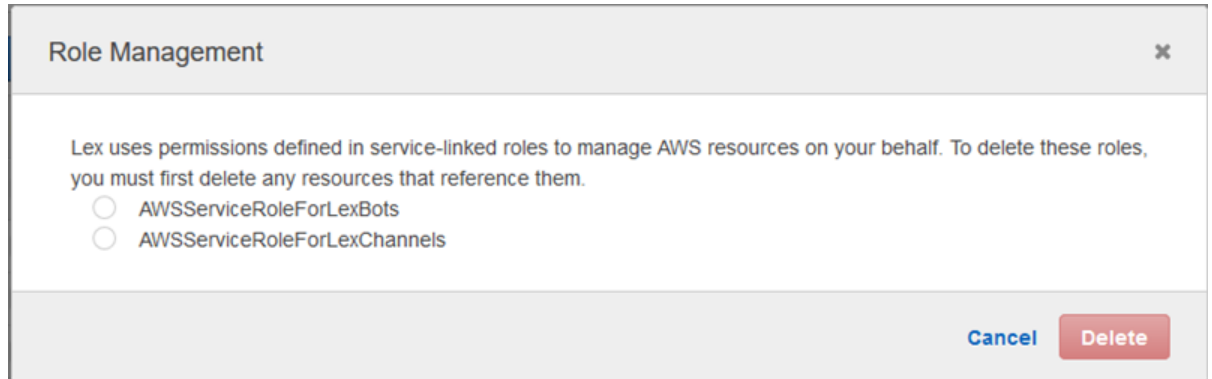 Role Management
Lex uses permissions defined in service-linked roles to manage AWS resources on your behalf. To delete these roles,
you must first delete any resources that reference them.
AWSServiceRoleForLexBots
AWSServiceRoleForLexChannels
Cancel Delete